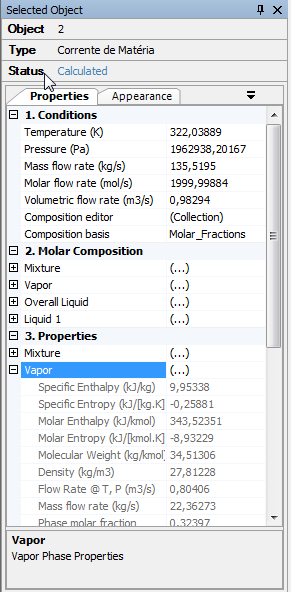 Selected Object
Object 2
Type Corrente de Matéria
Status Calculated
Properties Appearance
1. Conditions
Temperature (K) 322,03889
Pressure (Pa) 1962938,20167
Mass flow rate (kg/s) 135,5195
Molar flow rate (mol/s) 1999,99884
Volumetric flow rate (m3/s) 0,98294
Composition editor (Collection)
Composition basis Molar_Fractions
2. Molar Composition
Mixture (...)
Vapor (...)
Overall Liquid (...)
Liquid 1 (...)
3. Properties
Mixture (...)
Vapor (...)
Specific Enthalpy (kJ/kg) 9,95338
Specific Entropy (kJ/[kg.K] -0,25881
Molar Enthalpy (kJ/kmol) 343,52351
Molar Entropy (kJ/[kmol.K] -8,93229
Molecular Weight (kg/kmol) 34,51306
Density (kg/m3) 27,81228
Flow Rate @ T, P (m3/s) 0,80406
Mass flow rate (kg/s) 22,36273
Phase molar fraction 0,32397
Vapor
Vapor Phase Properties